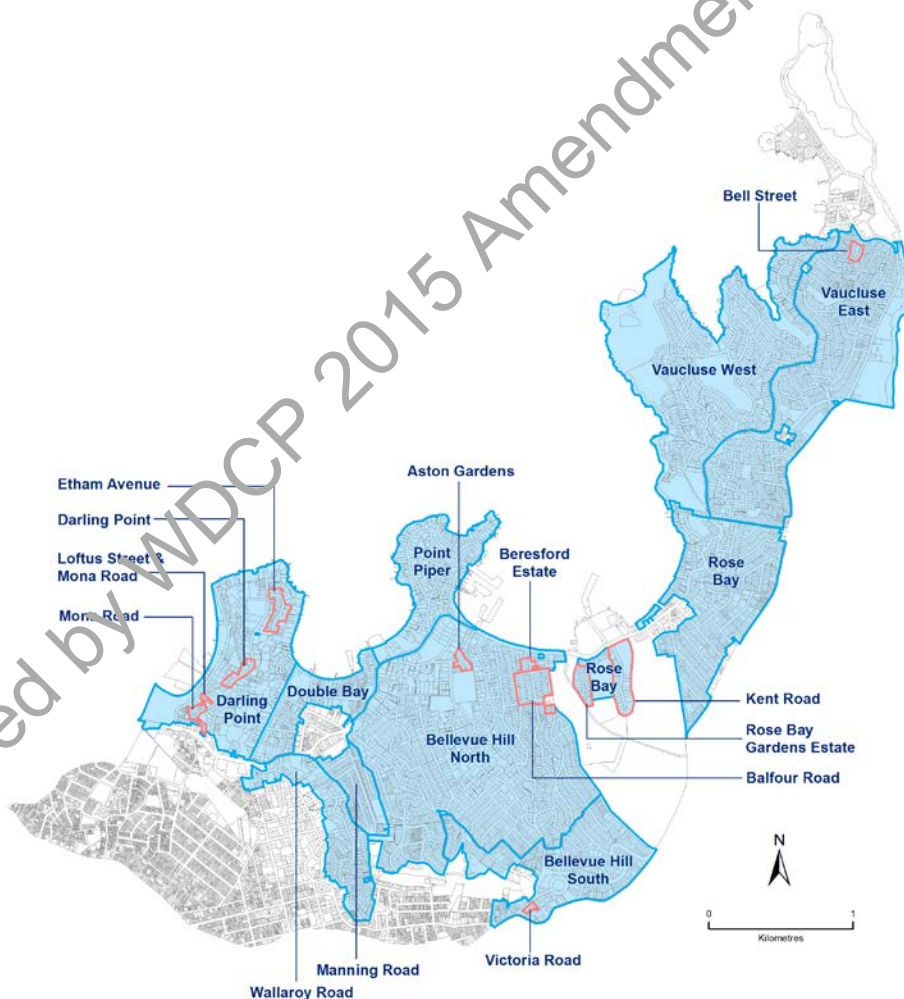 ed by WDCP 2015 Amendmen
Bell Street
Vaucluse
East
Vaucluse West
Etham Avenue
Darling Point
Loftus Street &
Mona Road
Mona Road
Aston Gardens
Point
Piper
Beresford
Estate
Rose
Bay
Darling
Point
Double Bay
Rose
Bay
Kent Road
Rose Bay
Gardens Estate
Balfour Road
Bellevue Hill
North
Bellevue Hill
South
Victoria Road
Manning Road
Wallaroy Road
N
0 1
Kilometres